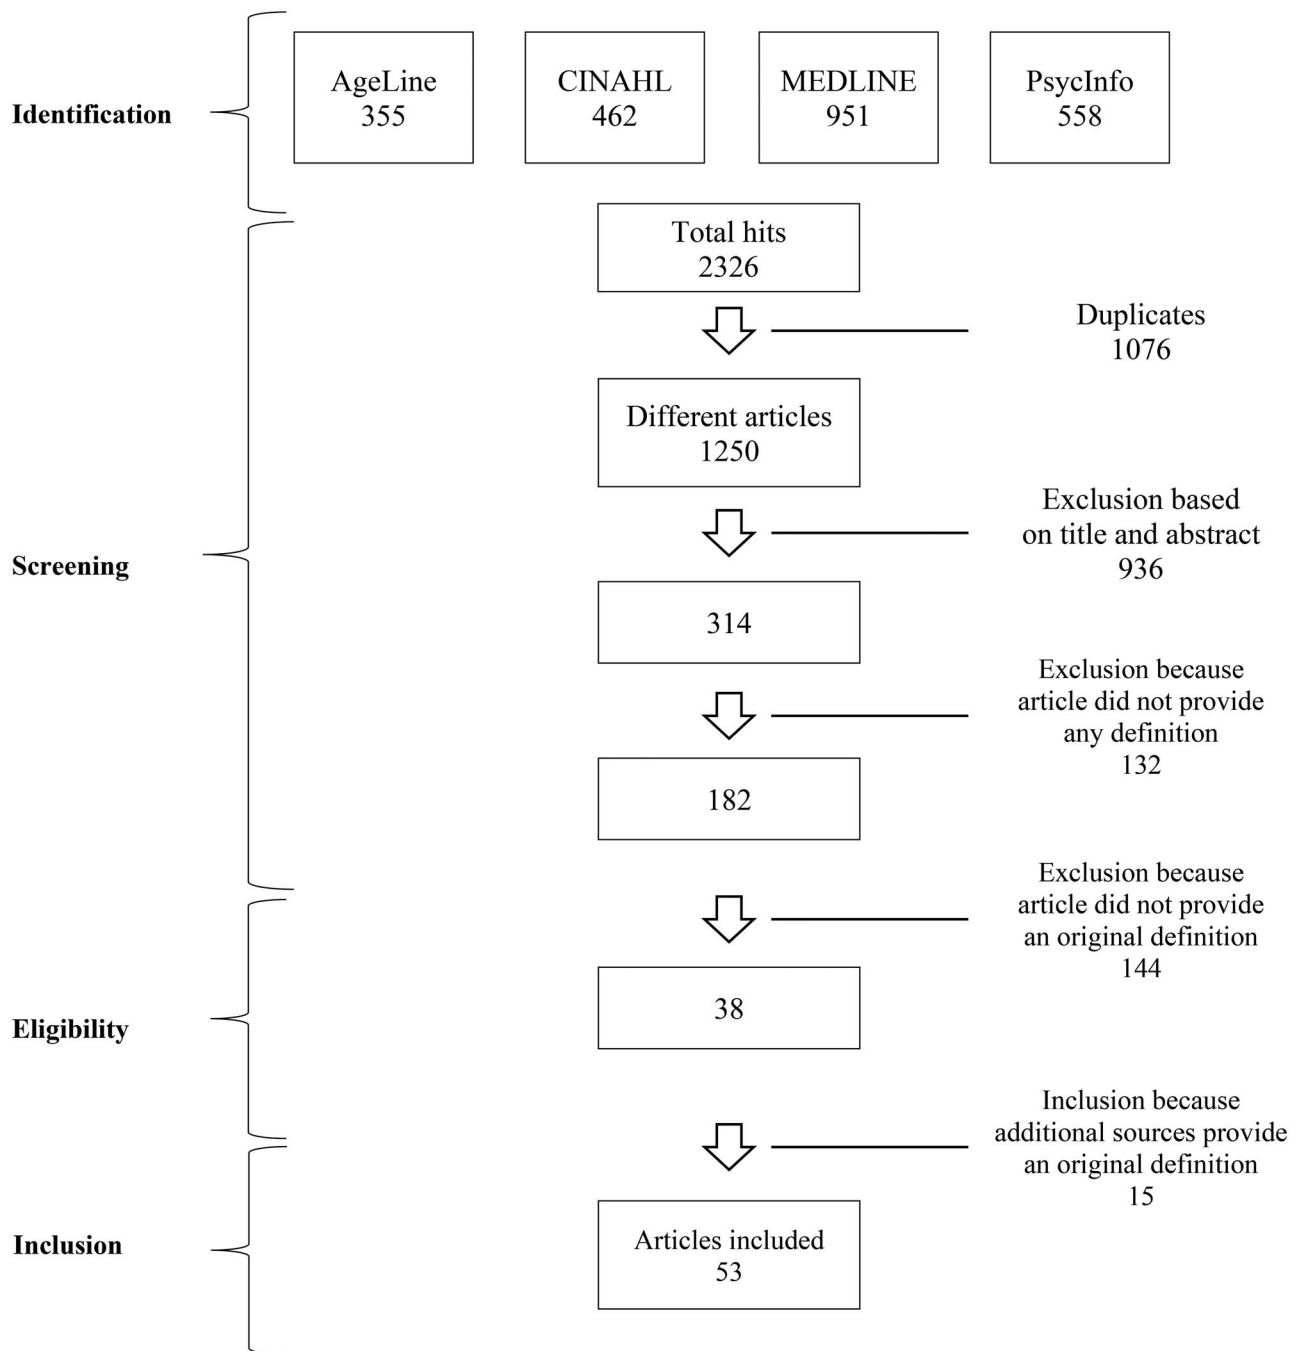 Identification
AgeLine
355
CINAHL
462
MEDLINE
951
PsycInfo
558
Screening
Total hits
2326
Duplicates
1076
Different articles
1250
Exclusion based
on title and abstract
936
314
Exclusion because
article did not provide
any definition
132
182
Eligibility
Exclusion because
article did not provide
an original definition
144
38
Inclusion
Inclusion because
additional sources provide
an original definition
15
Articles included
53